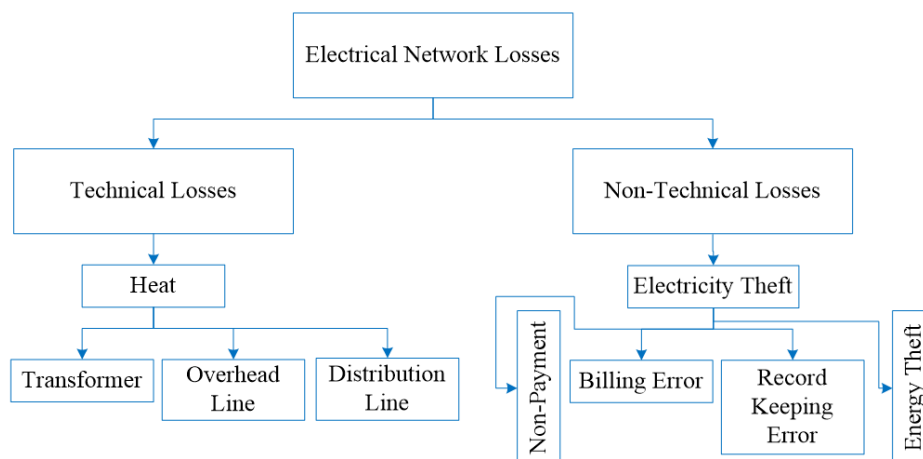 Electrical Network Losses
Technical Losses
Non-Technical Losses
Heat
Electricity Theft
Transformer
Overhead
Line
Distribution
Line
Non-Payment
Billing Error
Record
Keeping
Error
Energy Theft